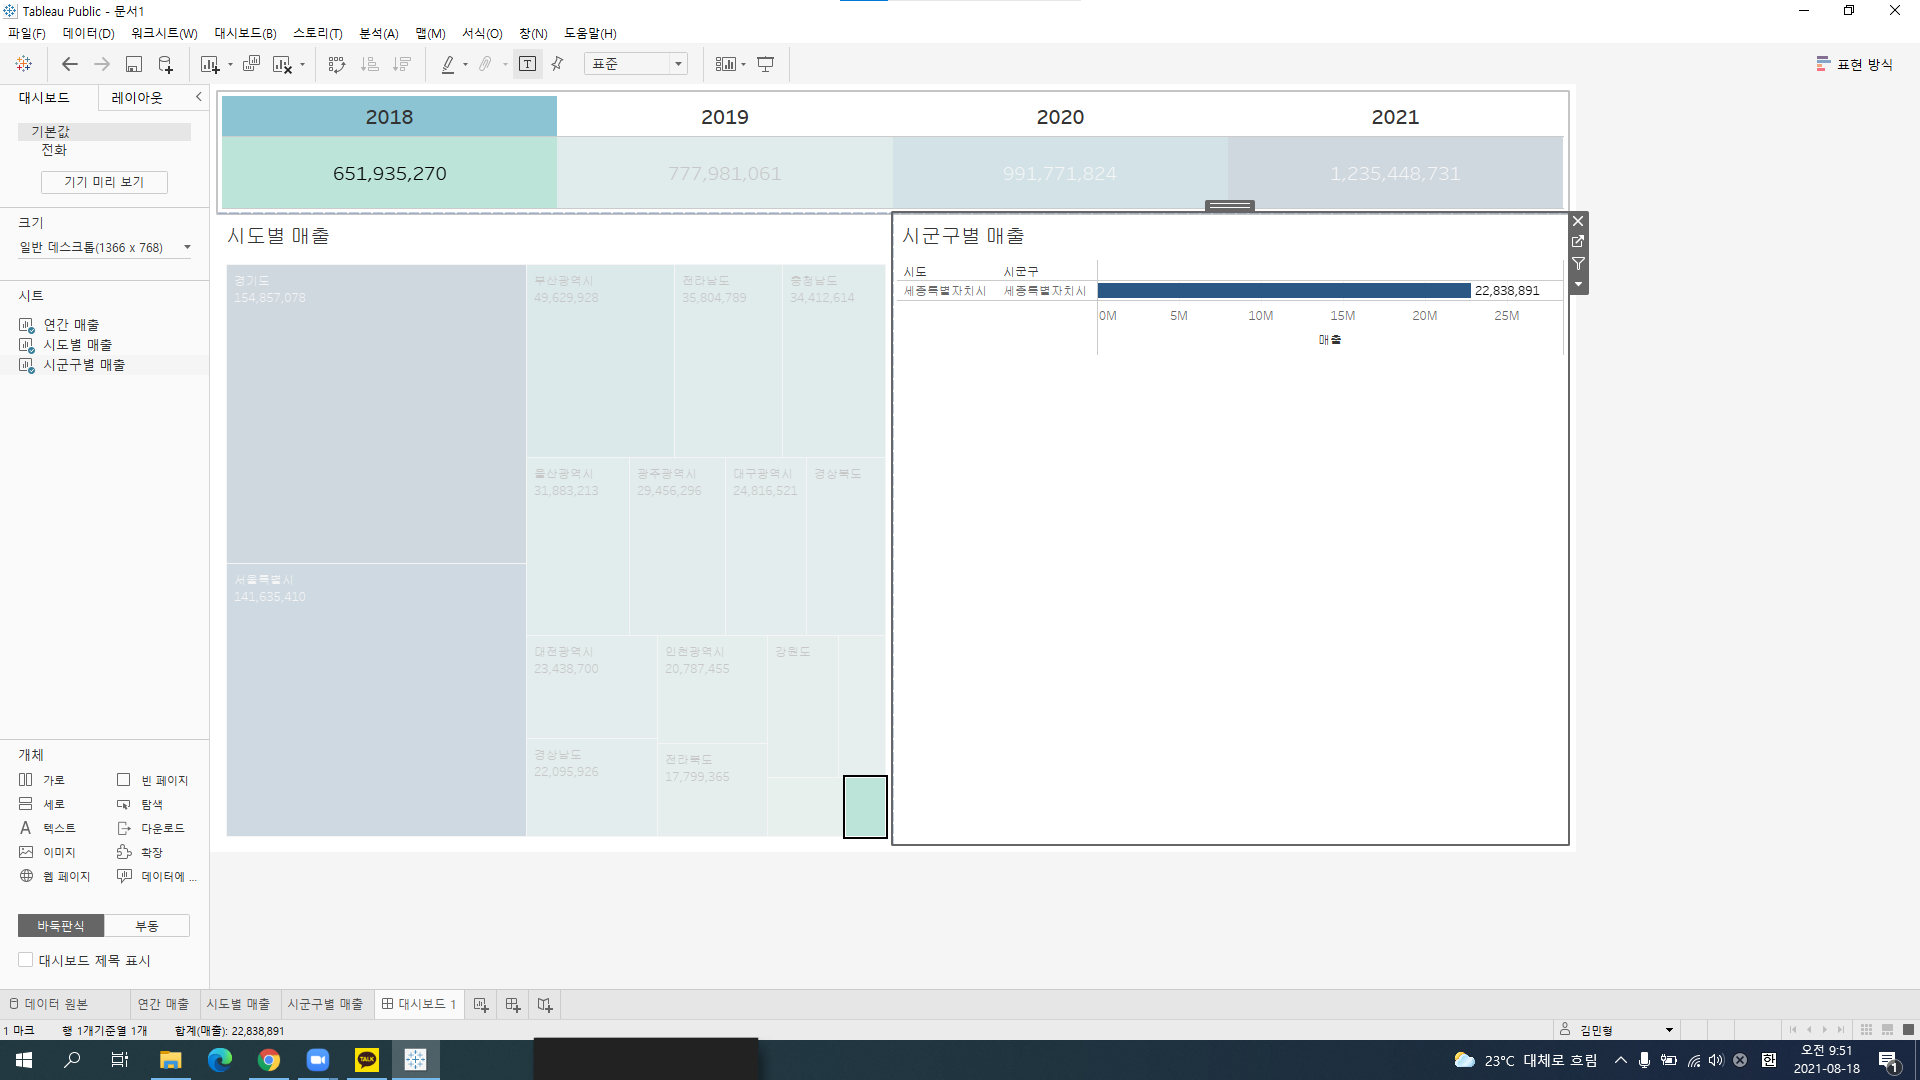 Tableau Public - 문서1
파일(F) 데이터(D) 워크시트(W) 대시보드(B) 스토리(T) 분석(A) 맵(M) 서식(O) 창(N) 도움말(H)
표준
표현 방식
대시보드 레이아웃
기본값
전화
기기 미리 보기
크기
일반 데스크톱(1366 x 768)
시트
연간 매출
시도별 매출
시군구별 매출
2018 2019 2020 2021
651,935,270 777,981,061 991,771,824 1,235,448,731
시도별 매출
경기도
154,857,078
부산광역시
49,629,928
전라남도
35,804,789
충청남도
34,412,614
울산광역시
31,883,213
광주광역시
29,456,296
대구광역시
24,816,521
경상북도
서울특별시
141,635,410
대전광역시
23,438,700
인천광역시
20,787,455
강원도
경상남도
22,095,926
전라북도
17,799,365
시군구별 매출
시도 시군구
세종특별자치시 세종특별자치시 22,838,891
0M 5M 10M 15M 20M 25M
매출
개체
가로 빈 페이지
세로 탐색
텍스트 다운로드
이미지 확장
웹 페이지 데이터에 ...
바둑판식 부동
대시보드 제목 표시
데이터 원본 연간 매출 시도별 매출 시군구별 매출 대시보드 1
1 마크 행 1개기준열 1개 합계(매출): 22,838,891
김민형
TALK
23°C 대체로 흐림
한
오전 9:51
2021-08-18
1